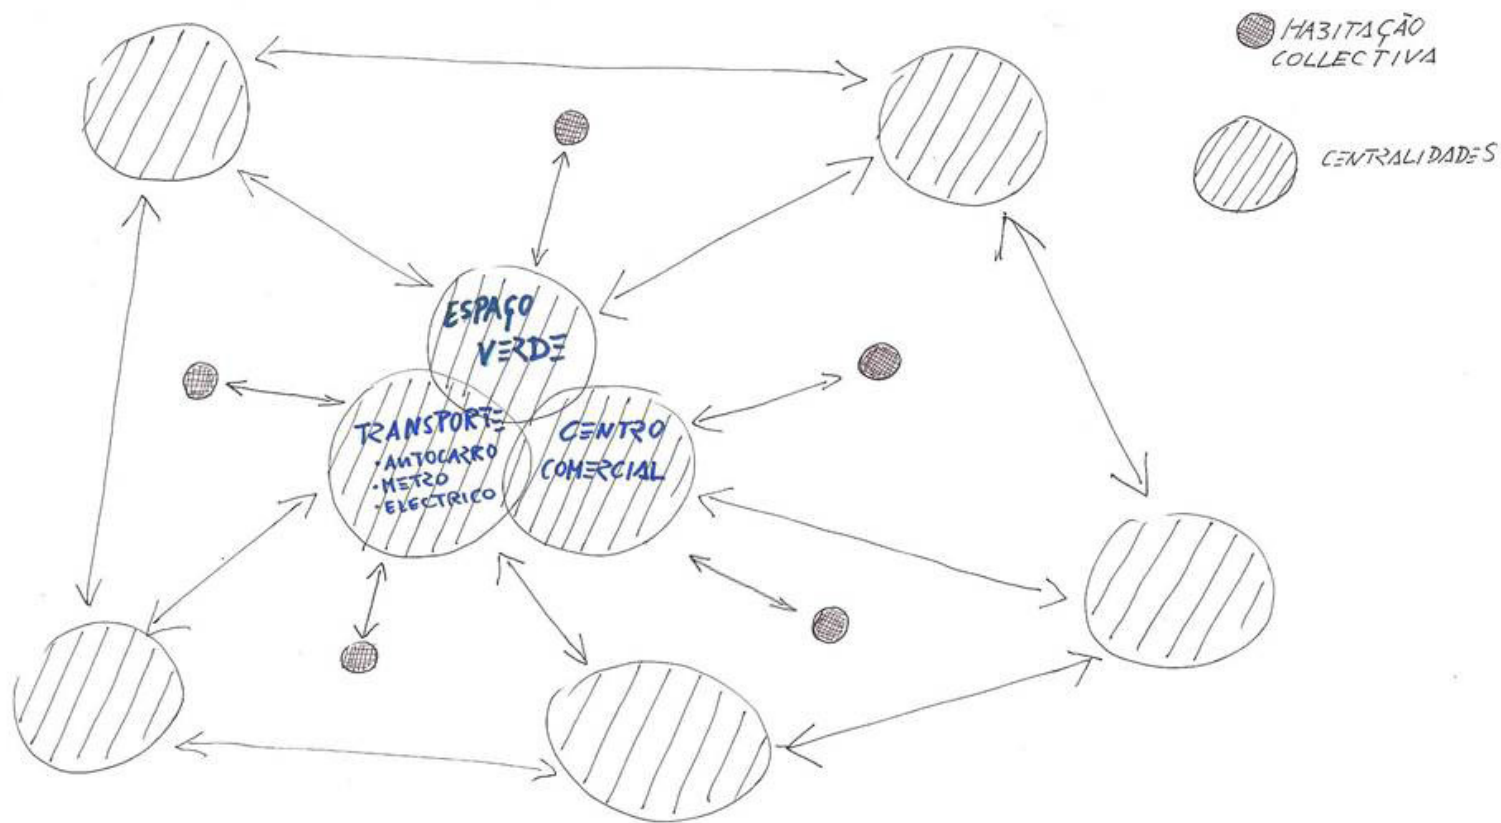 HABITAÇÃO
COLLECTIVA
CENTRALIDADES
ESPAÇO
VERDE
TRANSPORTE
• AUTOCARRO
• METRO
• ELECTRICO
CENTRO
COMERCIAL